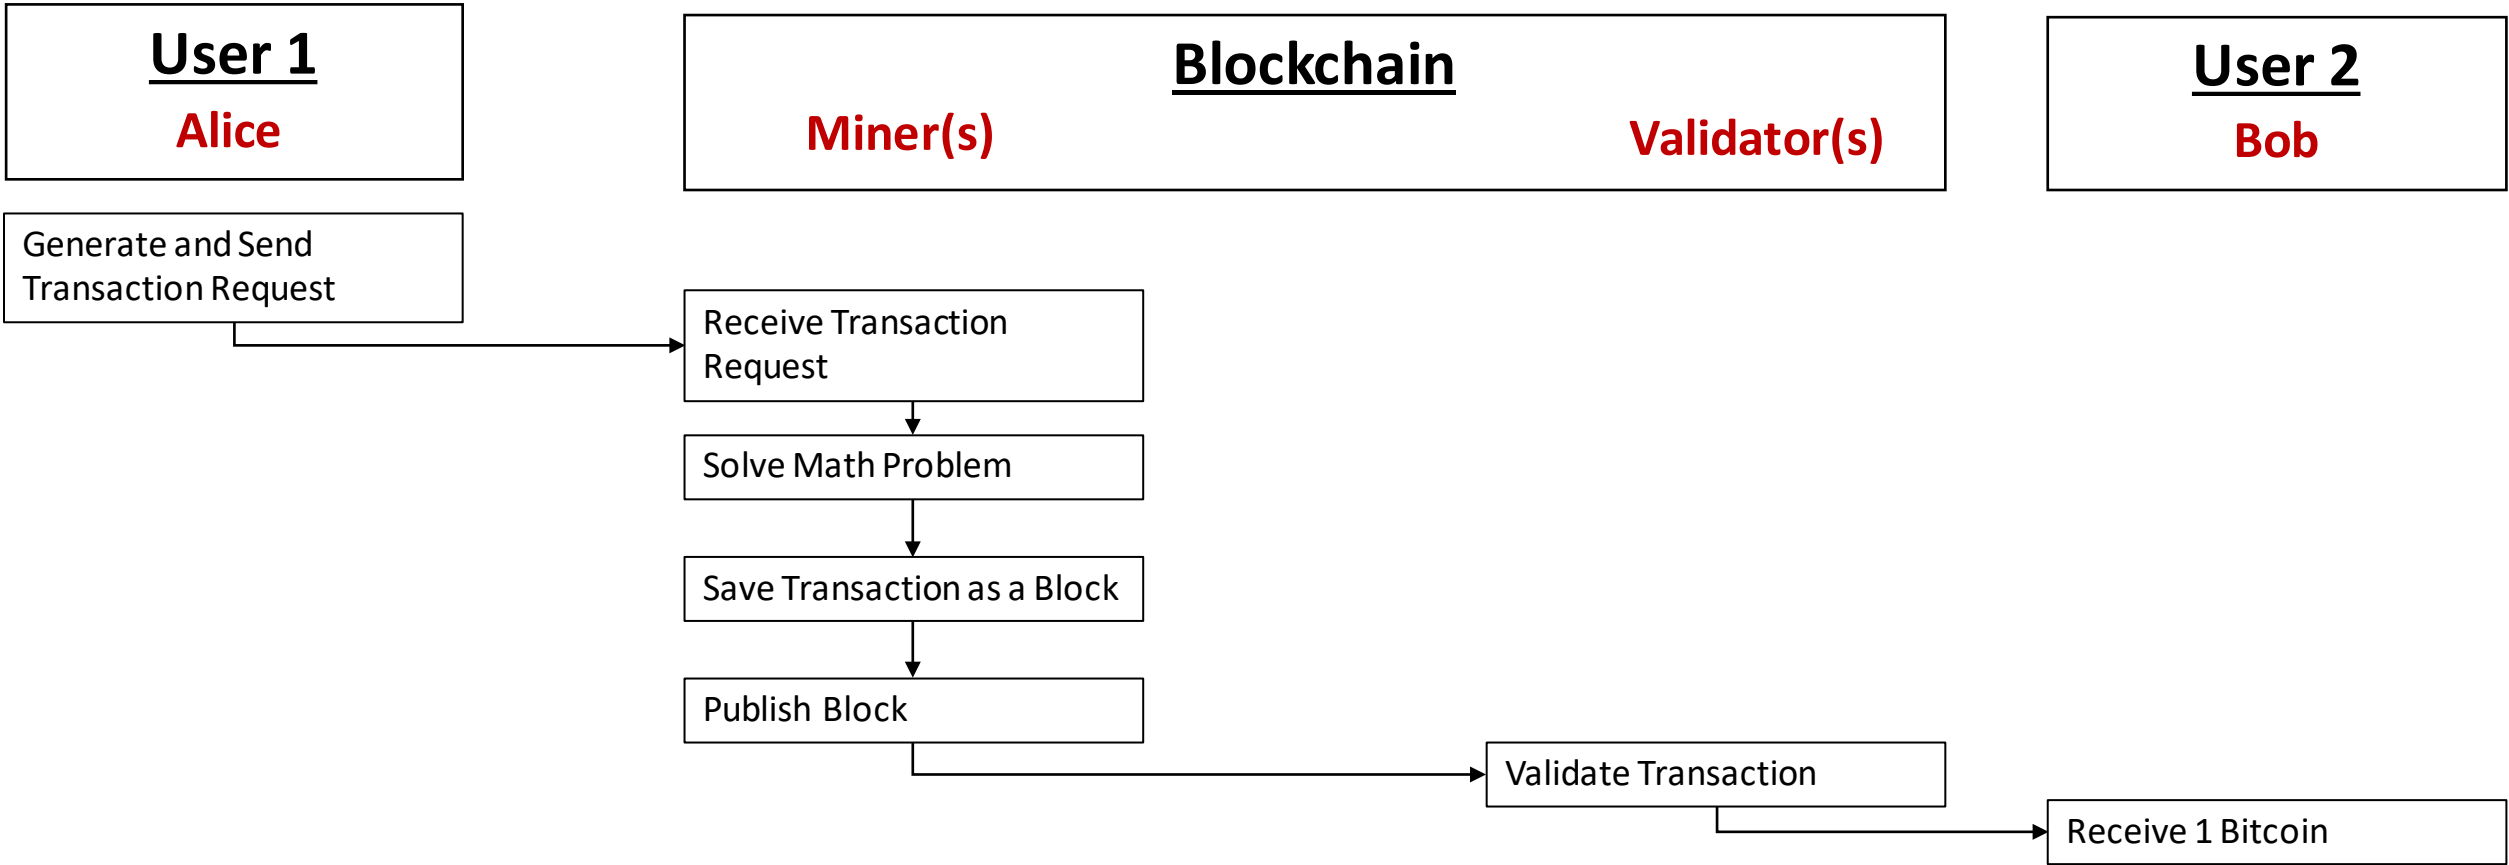 User 1
Alice
Blockchain
Miner(s)
Validator(s)
User 2
Bob
Generate and Send
Transaction Request
Receive Transaction
Request
Solve Math Problem
Save Transaction as a Block
Publish Block
Validate Transaction
Receive 1 Bitcoin